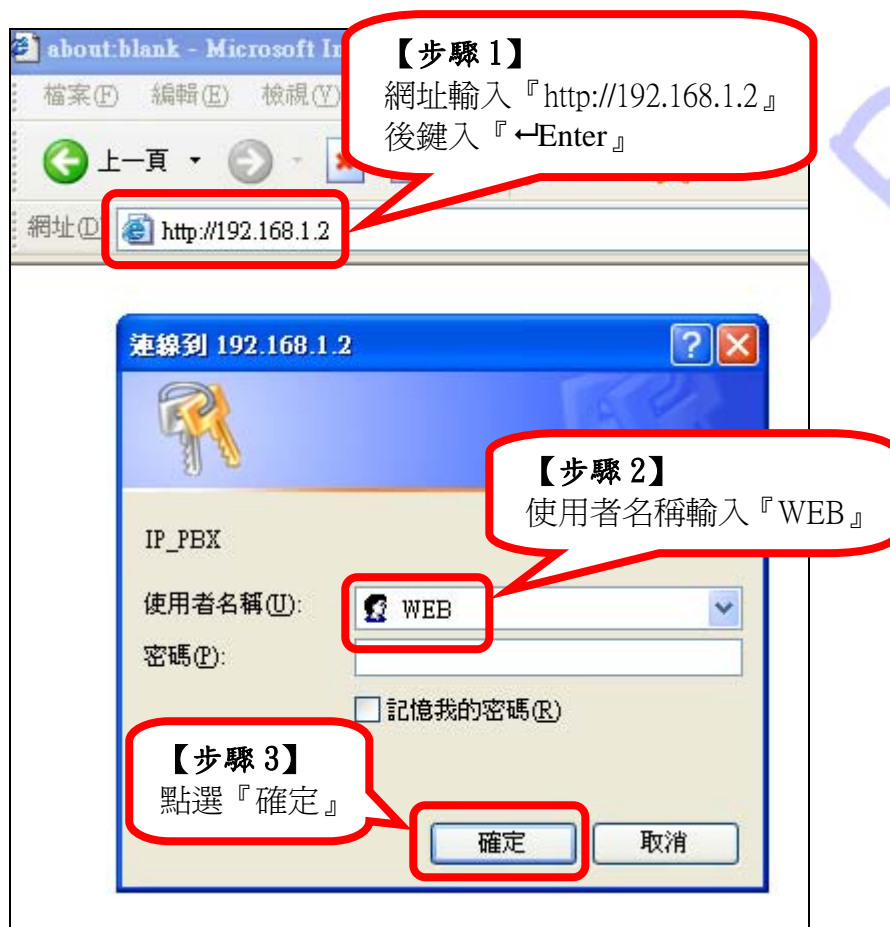 about:blank - Microsoft In
【步驟 1】
網址輸入『http://192.168.1.2』
後鍵入『↵Enter』
檔案(F) 編輯(E) 檢視(V)
上一頁
網址(D) http://192.168.1.2
連線到 192.168.1.2
【步驟 2】
使用者名稱輸入『WEB』
IP_PBX
使用者名稱(U): WEB
密碼(P):
記憶我的密碼(R)
【步驟 3】
點選『確定』
確定 取消